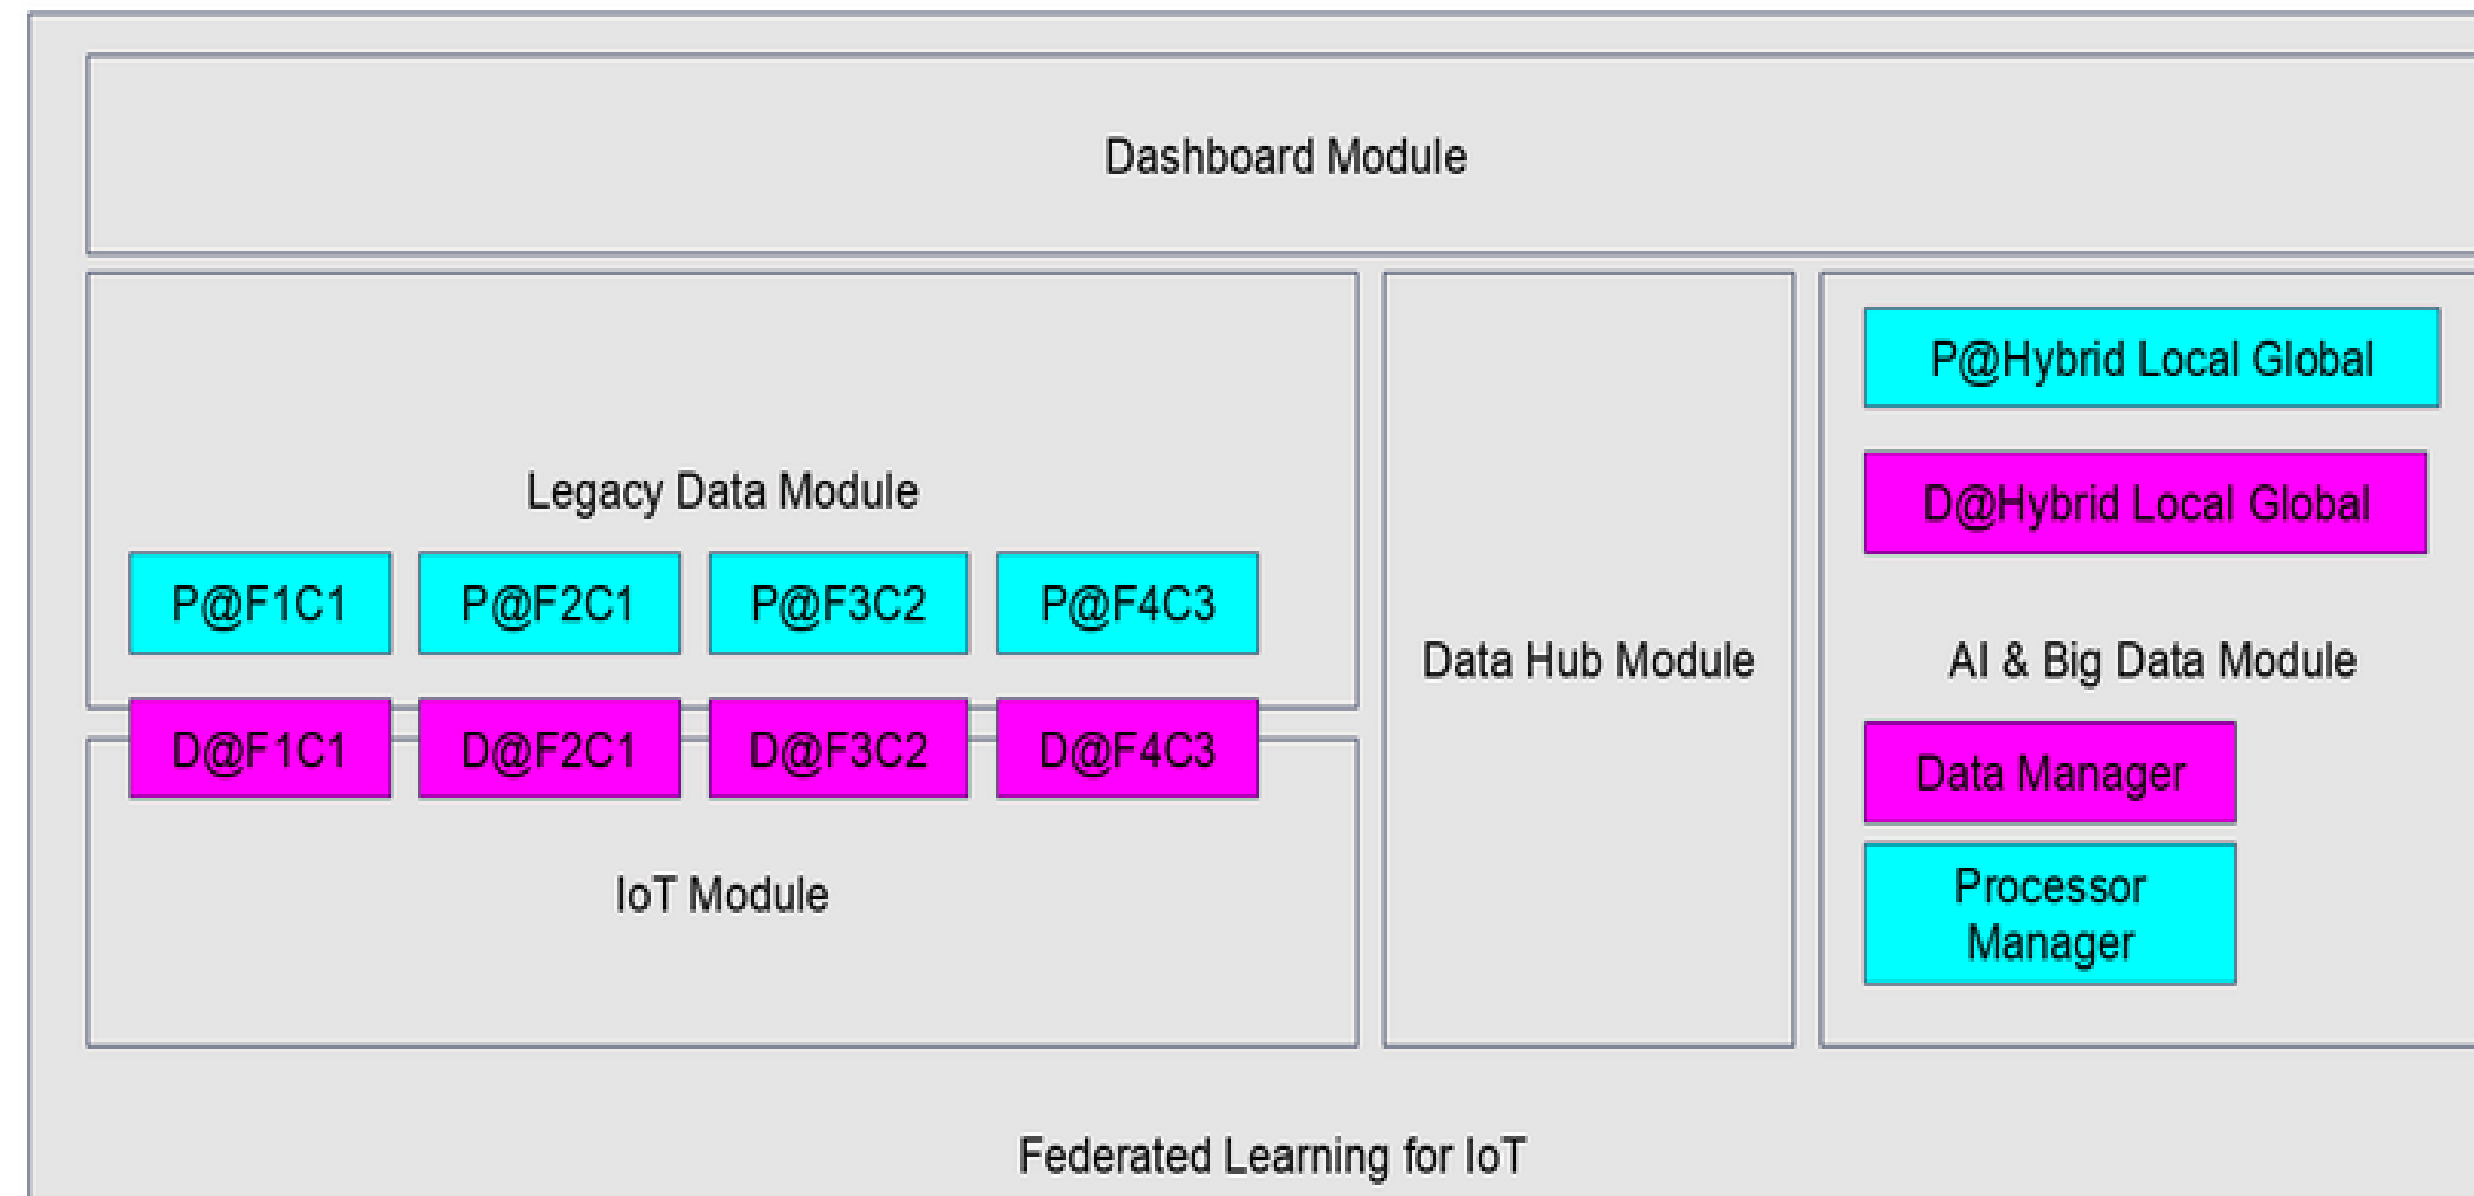 Dashboard Module
Legacy Data Module
P@F1C1
P@F2C1
P@F3C2
P@F4C3
D@F1C1
D@F2C1
D@F3C2
D@F4C3
IoT Module
Data Hub Module
P@Hybrid Local Global
D@Hybrid Local Global
AI & Big Data Module
Data Manager
Processor
Manager
Federated Learning for IoT